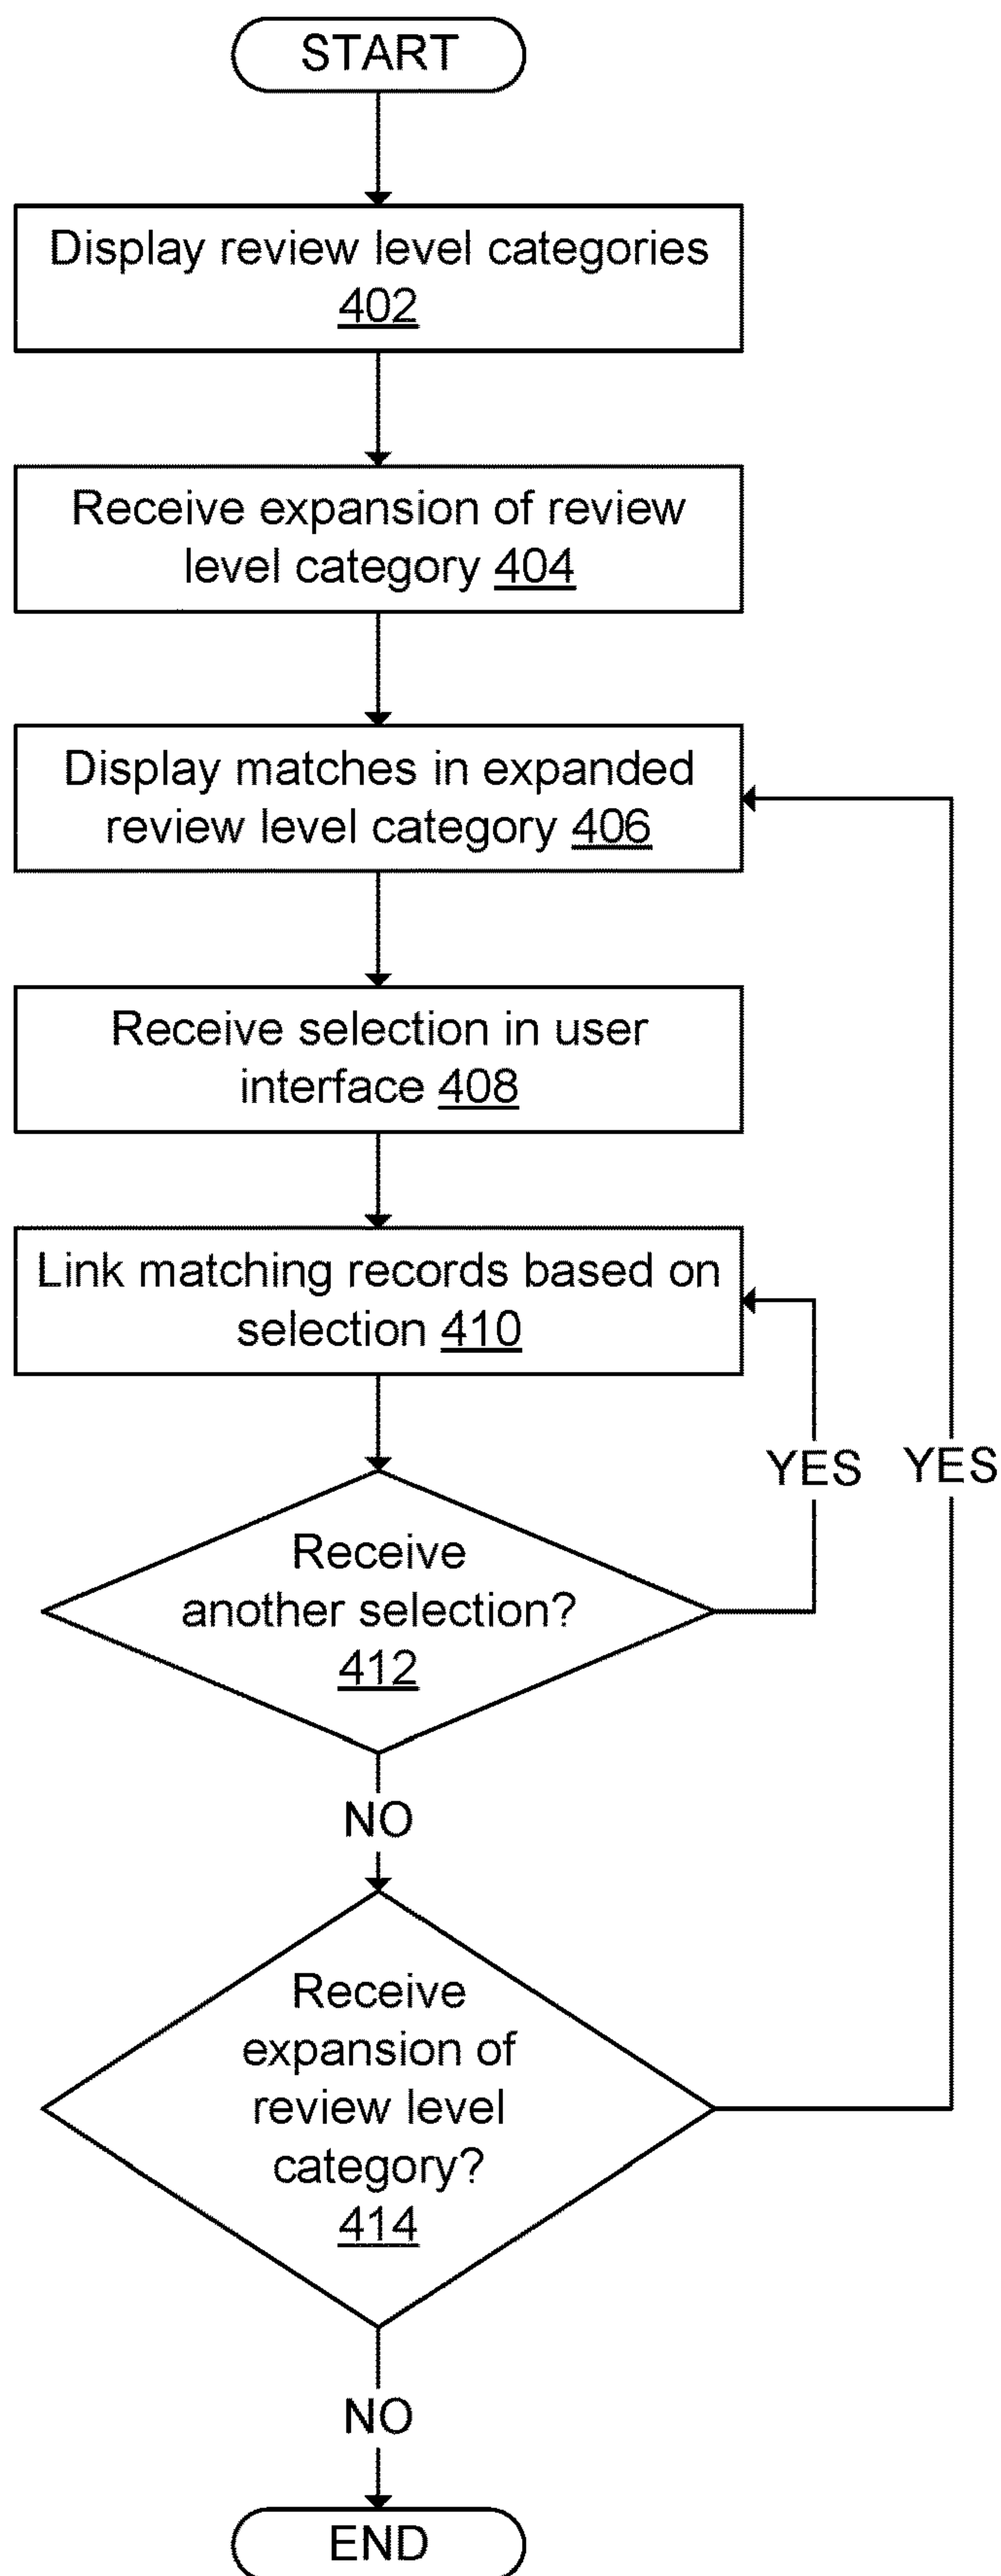 START
Display review level categories
402
Receive expansion of review
level category 404
Display matches in expanded
review level category 406
Receive selection in user
interface 408
Link matching records based on
selection 410
YES
YES
Receive
another selection?
412
NO
Receive
expansion of
review level
category?
414
NO
END